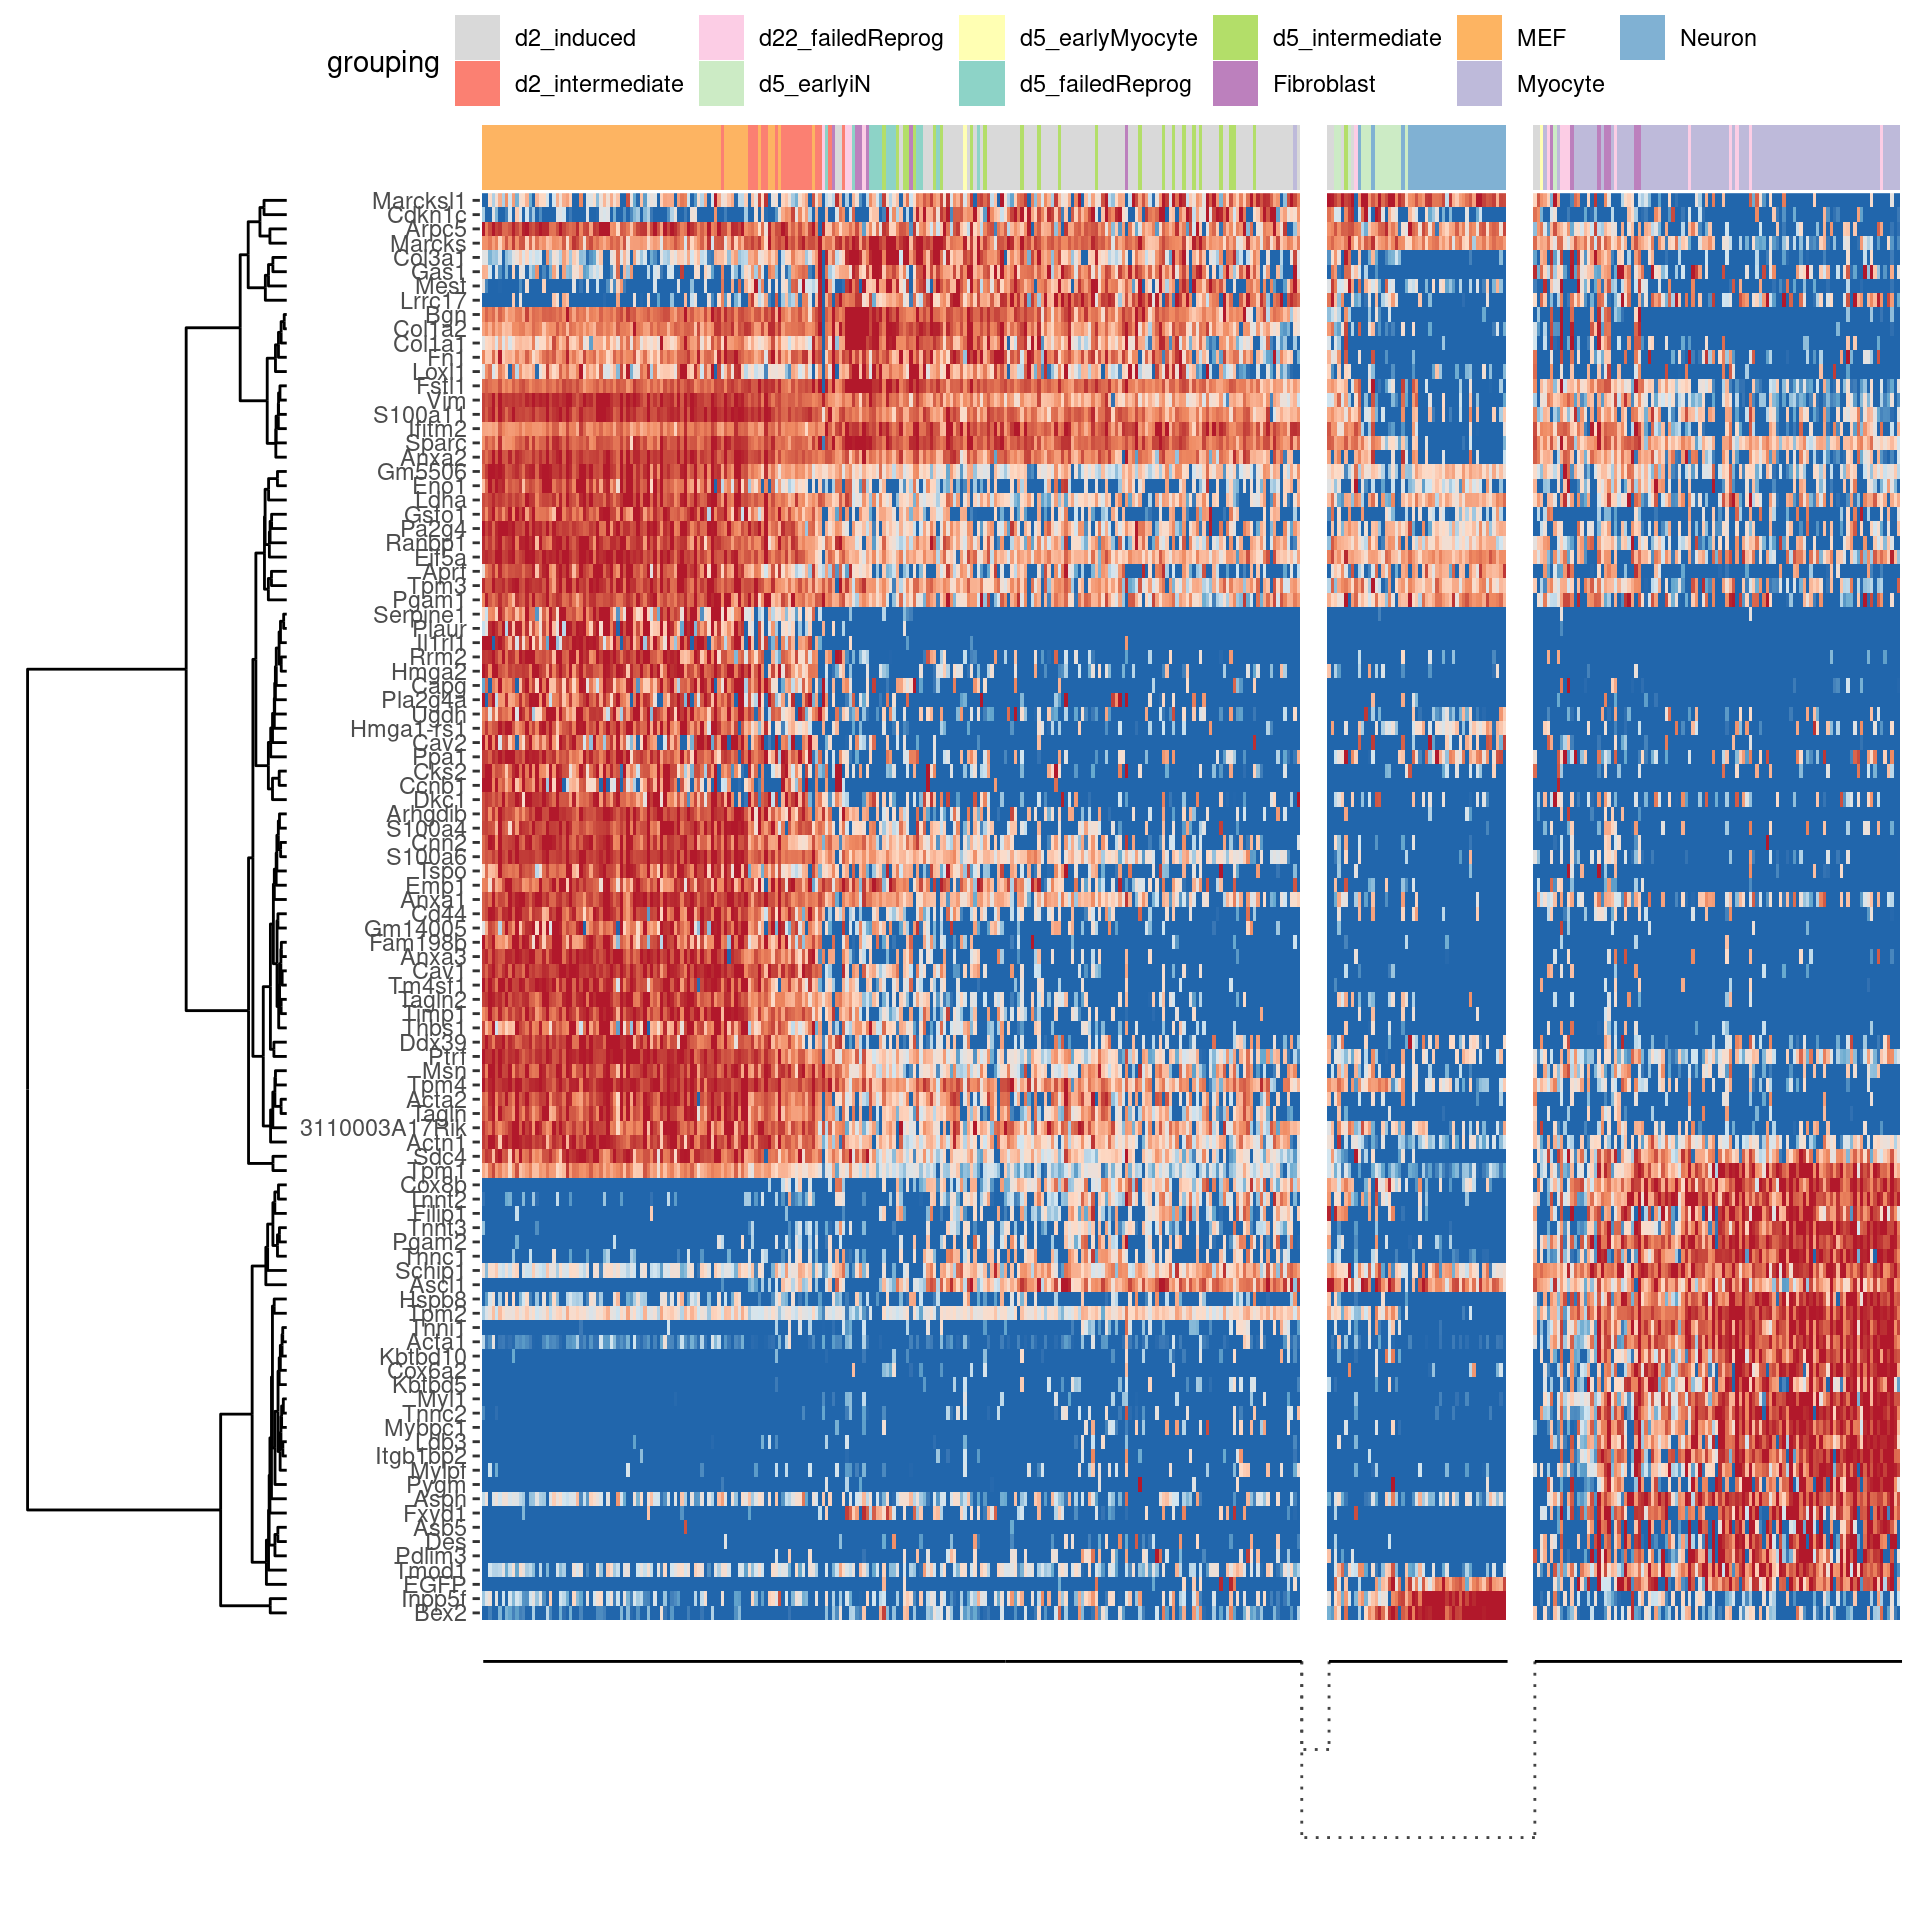 grouping
d2_induced d22_failedReprog d5_earlyMyocyte d5_intermediate MEF Neuron
d2_intermediate d5_earlyiN d5_failedReprog Fibroblast Myocyte
Marcksl1
Cdkn1c
Arpc5
Marcks
Col3a1
Gas1
Mest
Lrrc17
Bgn
Col1a2
Col1a1
Fn1
Loxl1
Fstl1
Vim
S100a11
Ifitm2
Sparc
Anxa2
Gm5506
Eno1
Ldha
Gsto1
Pa2g4
Ranbp1
Eif5a
Aprt
Tpm3
Pgam1
Serpine1
Plaur
Il1rl1
Rrm2
Hmga2
Capg
Pla2g4a
Ugdh
Hmga1-rs1
Cav2
Ppa1
Cks2
Ccnb1
Dkc1
Arhgdib
S100a4
Cnn2
S100a6
Tspo
Emb1
Anxa1
Cd44
Gm14005
Fam198b
Anxa3
Cav1
Tm4sf1
Tagln2
Timp1
Thbs1
Ddx39
Ptrf
Msn
Tpm4
Acta2
Tagln
3110003A17Rik
Actn1
Sdc4
Tpm1
Cox8b
Tnnt2
Filip1
Tnnt3
Pgam2
Tnnc1
Schip1
Ascl1
Hspb8
Tpm2
Tnni1
Acta1
Kbtbd10
Cox6a2
Kbtbd5
Myl1
Tnnc2
Mybpc1
Ldb3
Itgb1bp2
Mylpf
Pygm
Aspn
Fxyd1
Asb5
Des
Pdlim3
Tmod1
EGFP
Inpp5f
Bex2